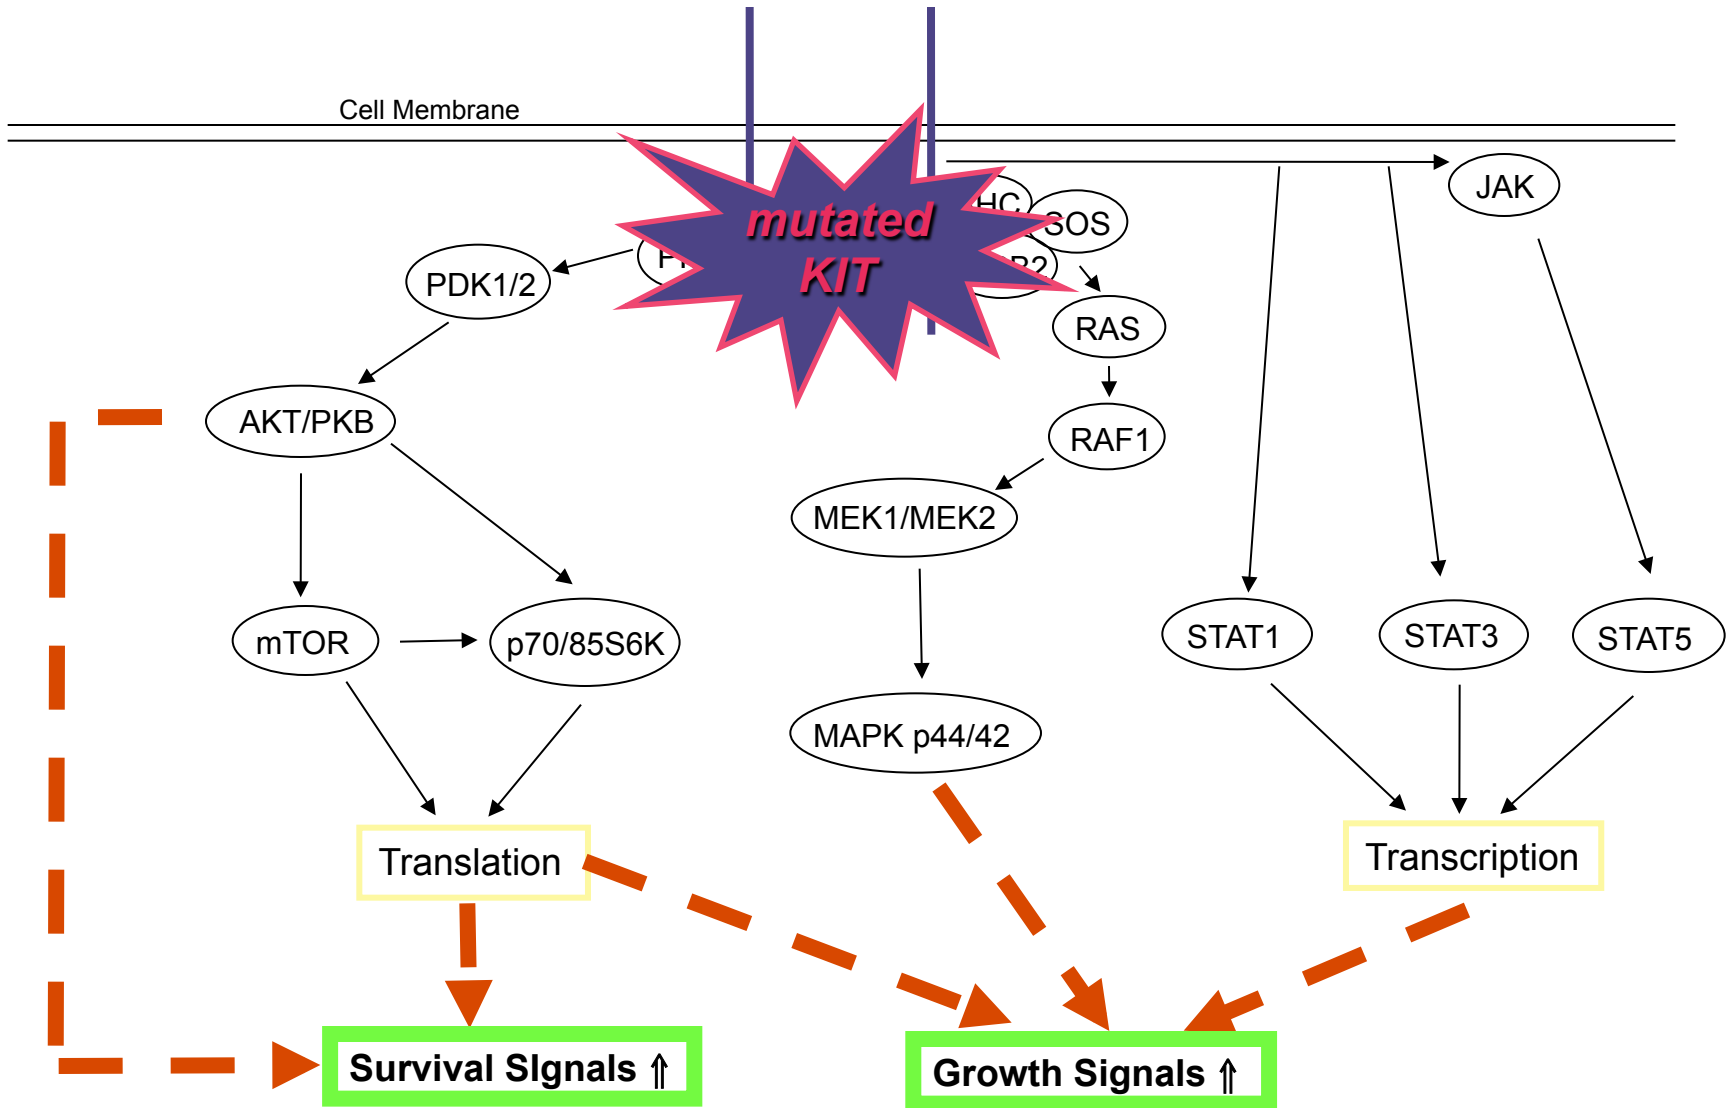 Cell Membrane
JAK
HC
SOS
mutated
KIT
PDK1/2
RAS
AKT/PKB
RAF1
MEK1/MEK2
mTOR
p70/85S6K
STAT1
STAT3
STAT5
MAPK p44/42
Translation
Transcription
Survival SIgnals ⇑
Growth Signals ⇑